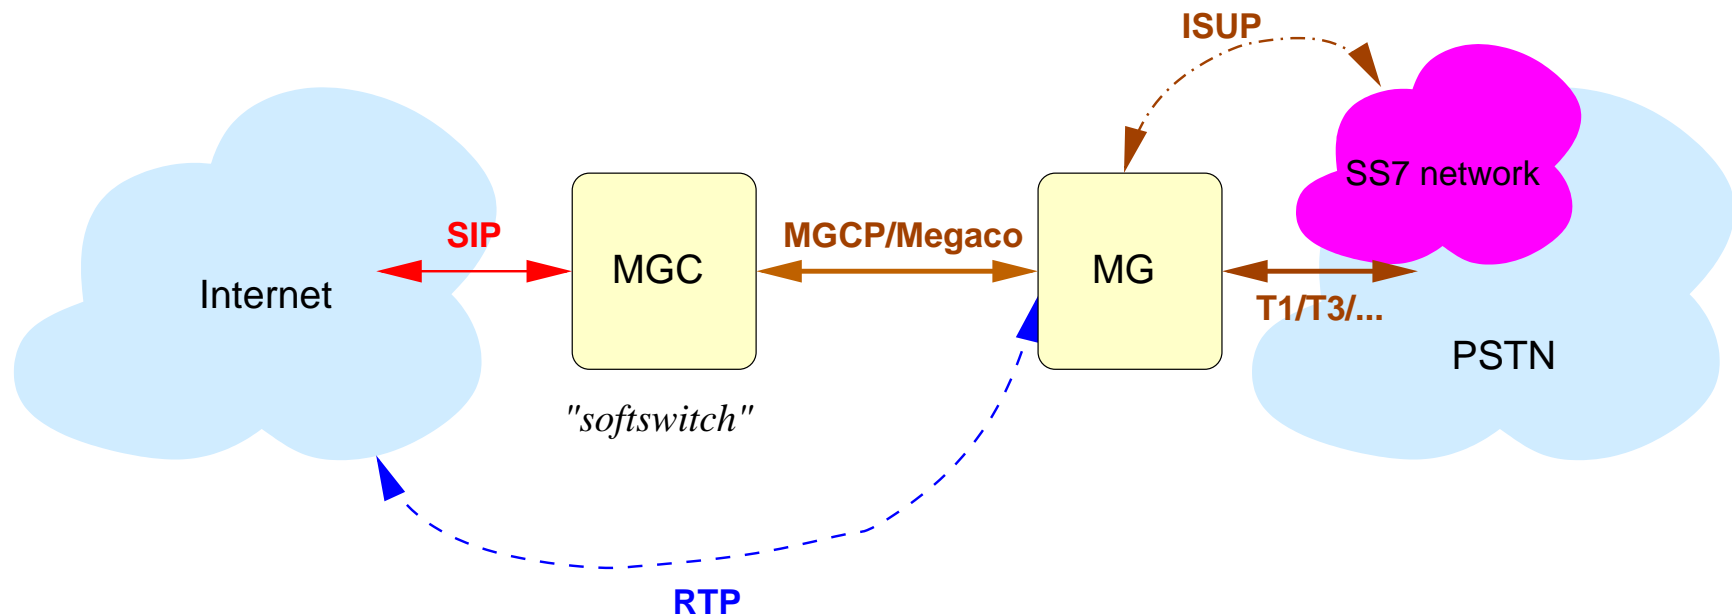 ISUP
SS7 network
SIP
MGCP/Megaco
Internet
MGC
MG
T1/T3/...
PSTN
"softswitch"
RTP